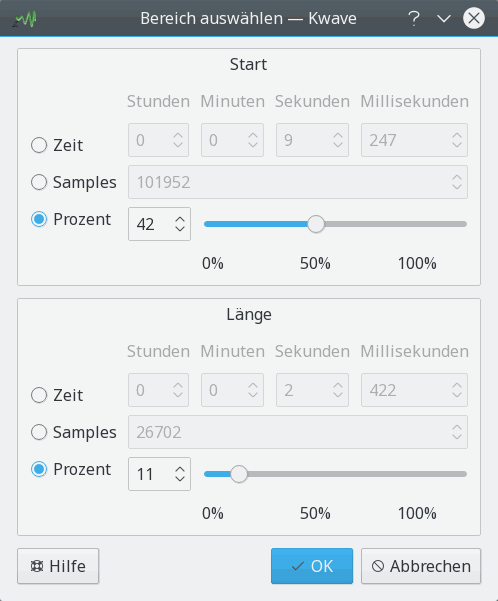 Bereich auswählen — Kwave
Start
Stunden Minuten Sekunden Millisekunden
Zeit 0 0 9 247
Samples 101952
Prozent 42
0% 50% 100%
Länge
Stunden Minuten Sekunden Millisekunden
Zeit 0 0 2 422
Samples 26702
Prozent 11
0% 50% 100%
Hilfe OK Abbrechen